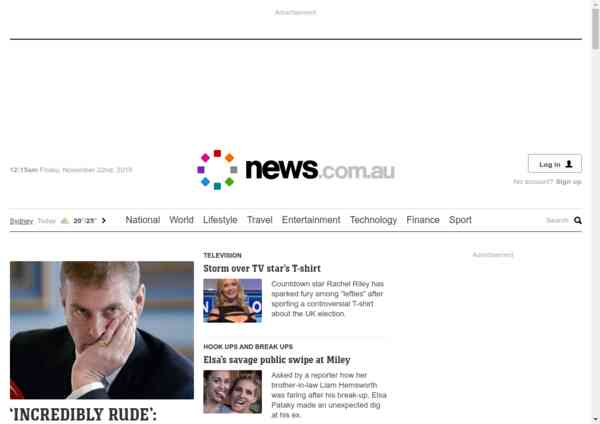 Advertisement
12:15am Friday, November 22nd, 2019
news.com.au
Log in
No account? Sign up
Sydney Today 20°/25°
National World Lifestyle Travel Entertainment Technology Finance Sport
Search
‘INCREDIBLY RUDE’:
TELEVISION
Storm over TV star’s T-shirt
Countdown star Rachel Riley has
sparked fury among “lefties” after
sporting a controversial T-shirt
about the UK election.
HOOK UPS AND BREAK UPS
Elsa’s savage public swipe at Miley
Asked by a reporter how her
brother-in-law Liam Hemsworth
was faring after his break-up, Elsa
Pataky made an unexpected dig
at his ex.
Advertisement